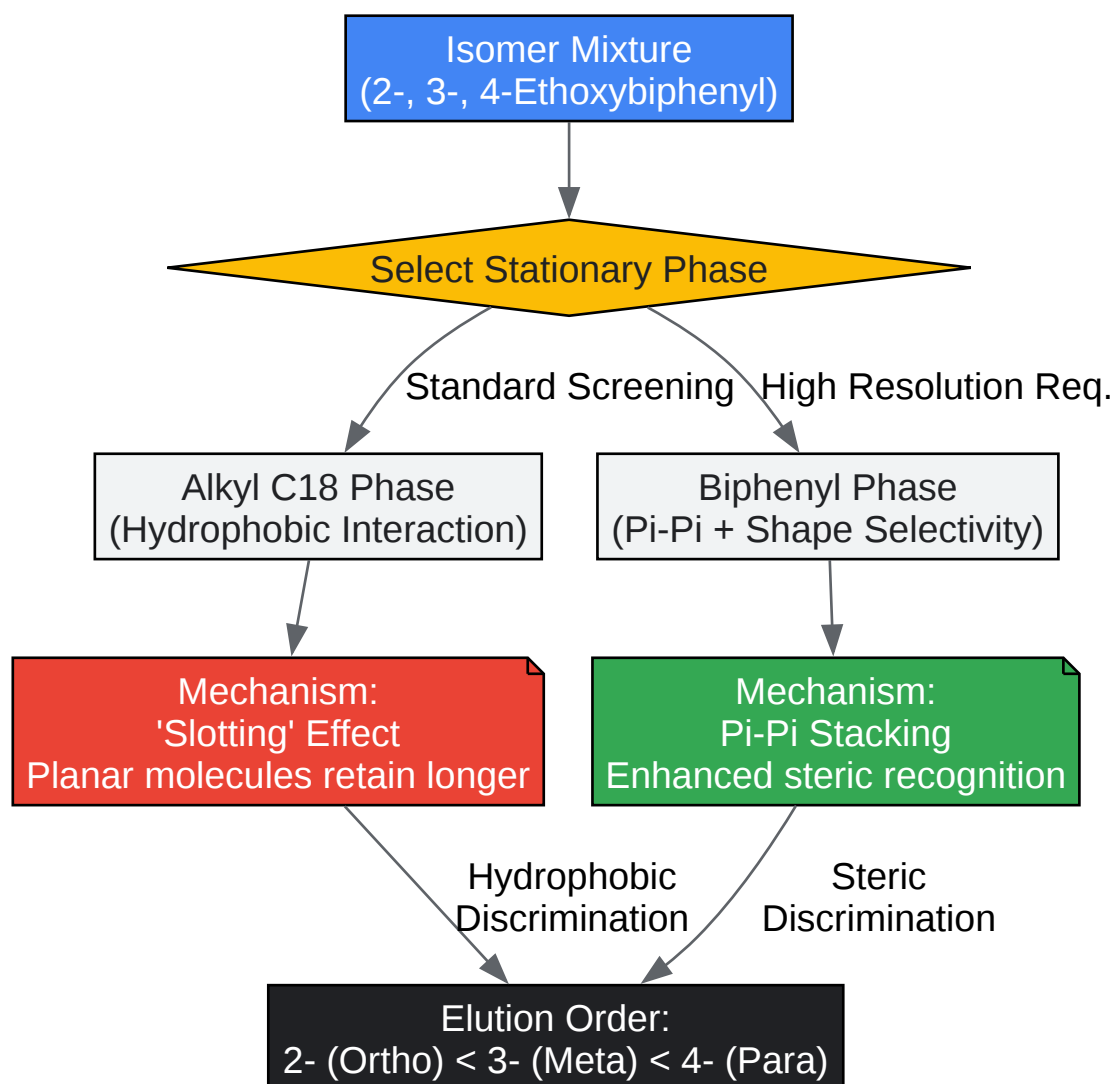 Isomer Mixture
(2-, 3-, 4-Ethoxybiphenyl)
Select Stationary Phase
Standard Screening
High Resolution Req.
Alkyl C18 Phase
(Hydrophobic Interaction)
Biphenyl Phase
(Pi-Pi + Shape Selectivity)
Mechanism:
'Slotting' Effect
Planar molecules retain longer
Mechanism:
Pi-Pi Stacking
Enhanced steric recognition
Hydrophobic
Discrimination
Steric
Discrimination
Elution Order:
2- (Ortho) < 3- (Meta) < 4- (Para)